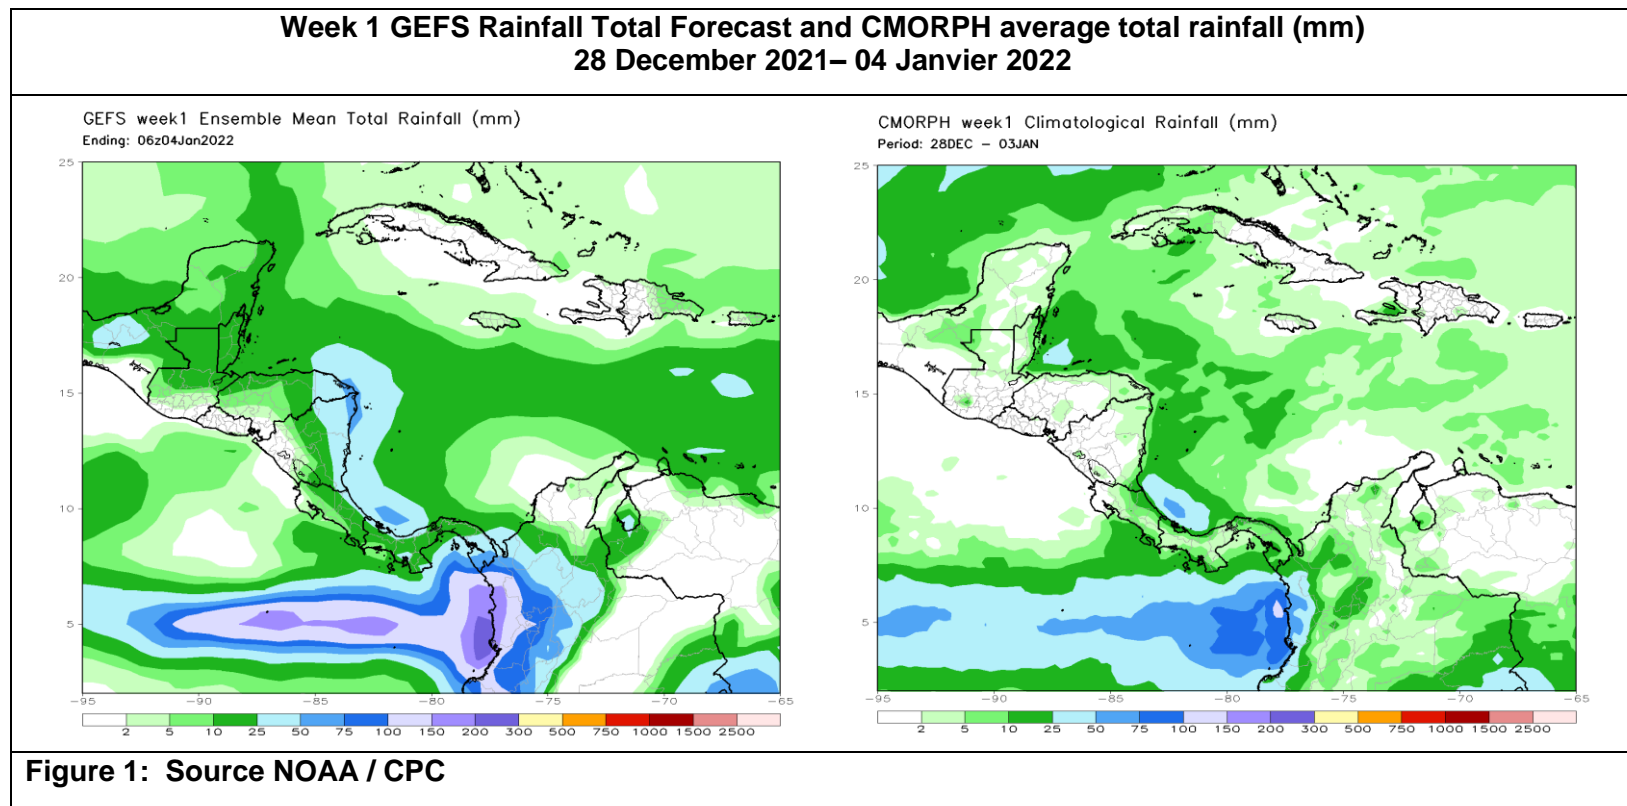 Week 1 GEFS Rainfall Total Forecast and CMORPH average total rainfall (mm)
28 December 2021– 04 Janvier 2022
GEFS week1 Ensemble Mean Total Rainfall (mm)
Ending: 06z04Jan2022
25
20
15
10
5
-95 -90 -85 -80 -75 -70 -65
2 5 10 25 50 75 100 150 200 300 500 750 1000 1500 2500
CMORPH week1 Climatological Rainfall (mm)
Period: 28DEC – 03JAN
25
20
15
10
5
-95 -90 -85 -80 -75 -70 -65
2 5 10 25 50 75 100 150 200 300 500 750 1000 1500 2500
Figure 1: Source NOAA / CPC